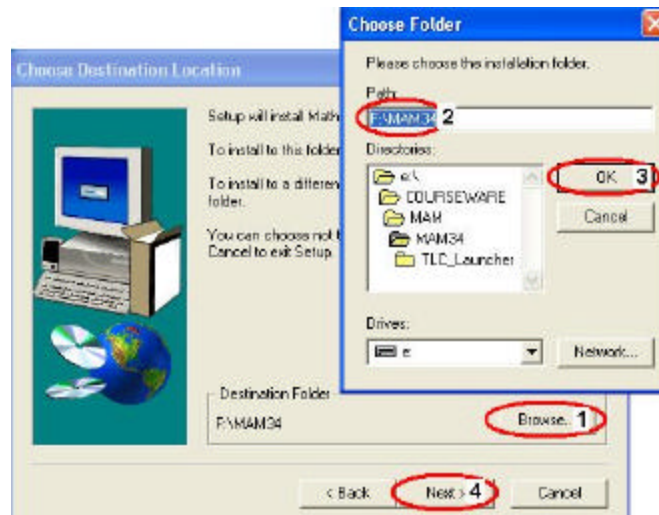 Choose Folder
Please choose the installation folder.
Path:
F:\MAM34 2
Directories:
e:\
COURSEWARE
MAM
MAM34
TLC_Launcher
OK 3
Cancel
Drives:
e
Network...
Choose Destination Location
Setup will install Math
To install to this folder
To install to a differen
folder.
You can choose not t
Cancel to exit Setup.
Destination Folder
F:\MAM34
Browse.. 1
< Back
Next > 4
Cancel